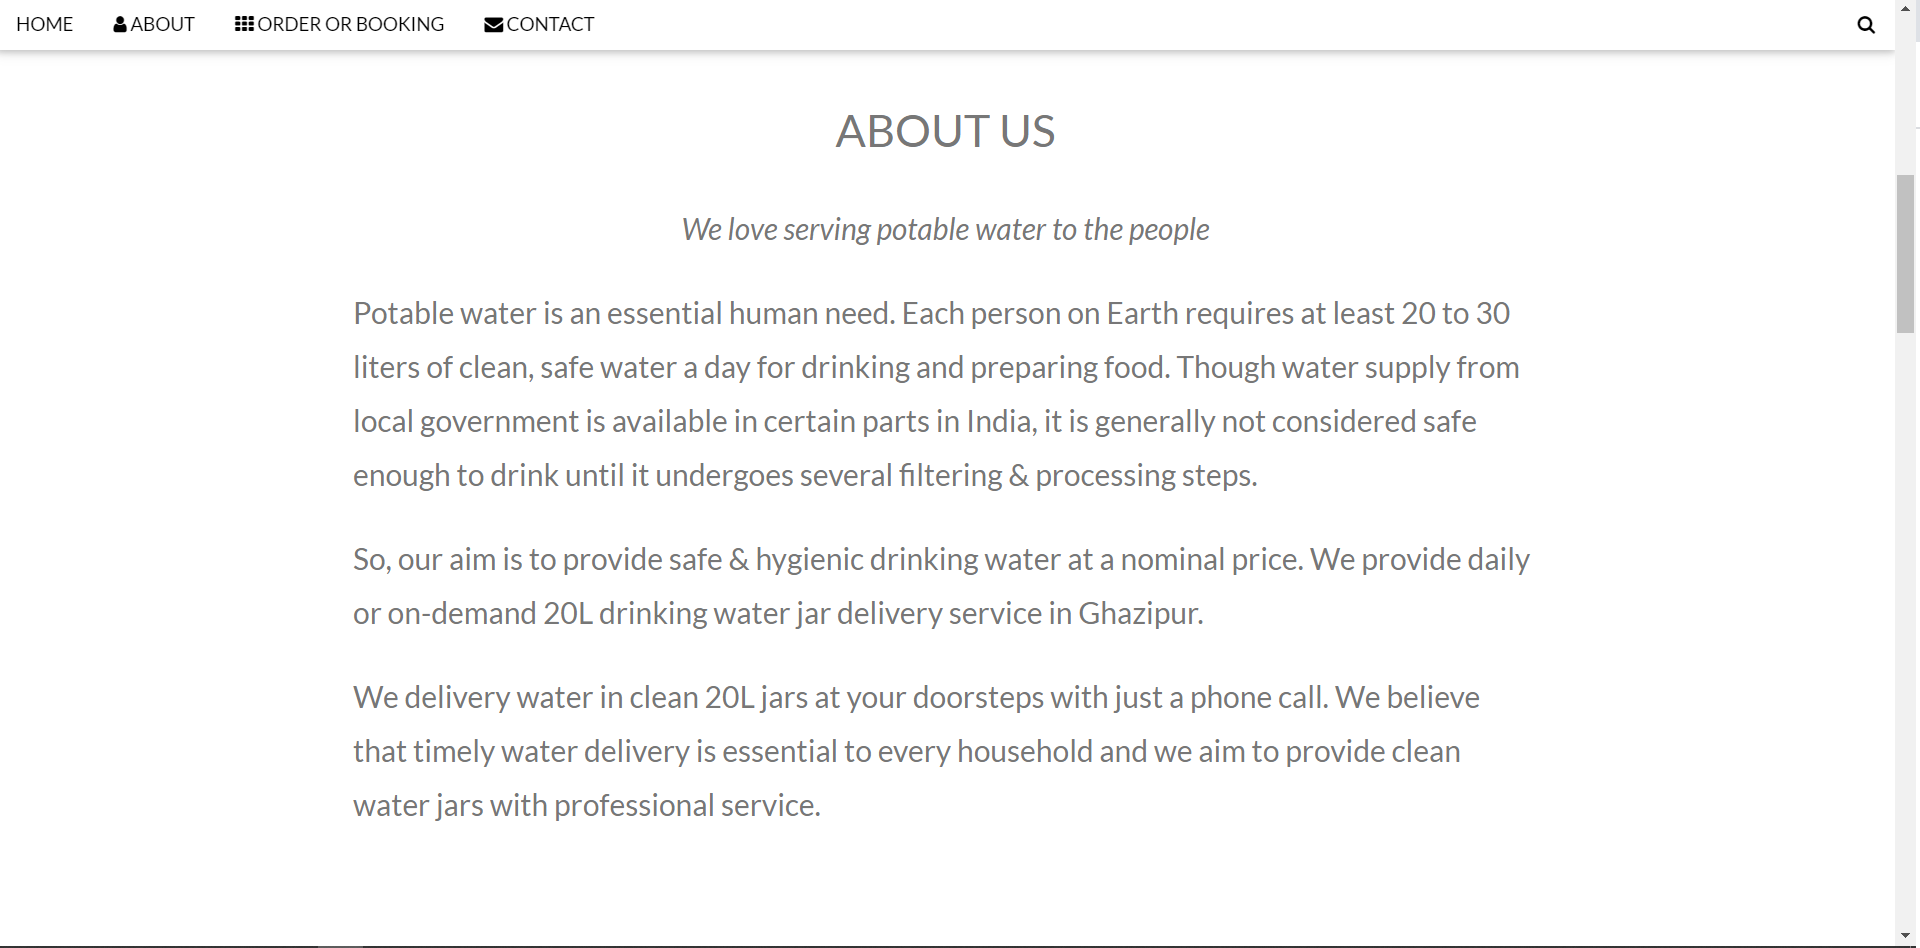 HOME ABOUT ORDER OR BOOKING CONTACT
ABOUT US
We love serving potable water to the people
Potable water is an essential human need. Each person on Earth requires at least 20 to 30
liters of clean, safe water a day for drinking and preparing food. Though water supply from
local government is available in certain parts in India, it is generally not considered safe
enough to drink until it undergoes several filtering & processing steps.
So, our aim is to provide safe & hygienic drinking water at a nominal price. We provide daily
or on-demand 20L drinking water jar delivery service in Ghazipur.
We delivery water in clean 20L jars at your doorsteps with just a phone call. We believe
that timely water delivery is essential to every household and we aim to provide clean
water jars with professional service.